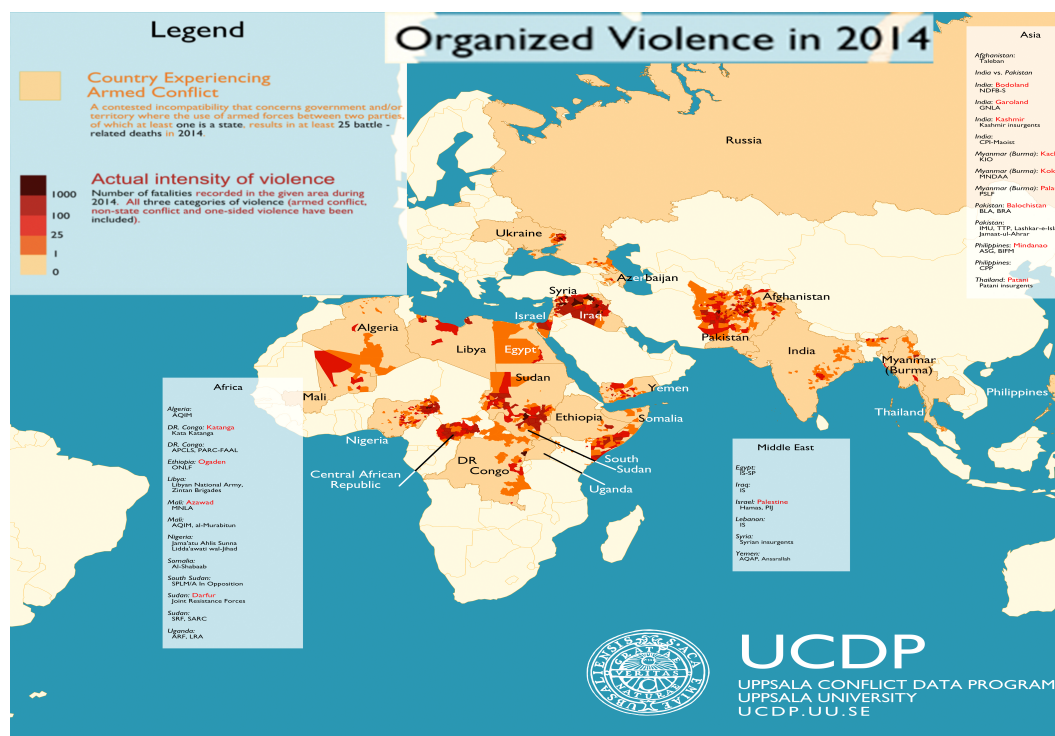 Legend
Country Experiencing
Armed Conflict
A contested incompatibility that concerns government and/or
territory where the use of armed forces between two parties,
of which at least one is a state, results in at least 25 battle -
related deaths in 2014.
Actual intensity of violence
Number of fatalities recorded in the given area during
2014. All three categories of violence (armed conflict,
non-state conflict and one-sided violence have been
included).
1000
100
25
1
0
Organized Violence in 2014
Asia
Afghanistan:
Taleban
India vs. Pakistan
India: Bodoland
NDFB-S
India: Garoland
GNLA
India: Kashmir
Kashmir insurgents
India:
CPI-Maoist
Myanmar (Burma):
KIO
Myanmar (Burma):
MNDAA
Myanmar (Burma):
PSLF
Pakistan: Balochistan
BLA, BRA
Pakistan:
IMU, TTP,
Jamaat-ul-Ahrar
Philippines: Mindanao
ASG, BIFM
Philippines:
CPP
Thailand: Patani
Patani insurgents
Russia
Ukraine
Azerbaijan
Syria
Israel
Iraq
Afghanistan
Algeria
Libya
Egypt
Pakistan
India
Myanmar
(Burma)
Mali
Sudan
Yemen
Philippines
Nigeria
Ethiopia
Somalia
Thailand
Central African
Republic
DR
Congo
South
Sudan
Uganda
Africa
Algeria:
AQIM
DR. Congo: Katanga
Kata Katanga
DR. Congo:
APCLS, PARC-FAAL
Ethiopia: Ogaden
ONLF
Libya:
Libyan National Army,
Zintan Brigades
Mali: Azawad
MNLA
Mali:
AQIM, al-Murabitun
Nigeria:
Jama'atu Ahlis Sunna
Lidda'awati wal-Jihad
Somalia:
Al-Shabaab
South Sudan:
SPLM/A In Opposition
Sudan: Darfur
Joint Resistance Forces
Sudan:
SRF, SARC
Uganda:
ARF, LRA
Middle East
Egypt:
IS-SP
Iraq:
IS
Israel: Palestine
Hamas, PIJ
Lebanon:
IS
Syria:
Syrian insurgents
Yemen:
AQAP, Ansarallah
UCDP
UPPSALA CONFLICT DATA PROGRAM
UPPSALA UNIVERSITY
UCDP.UU.SE